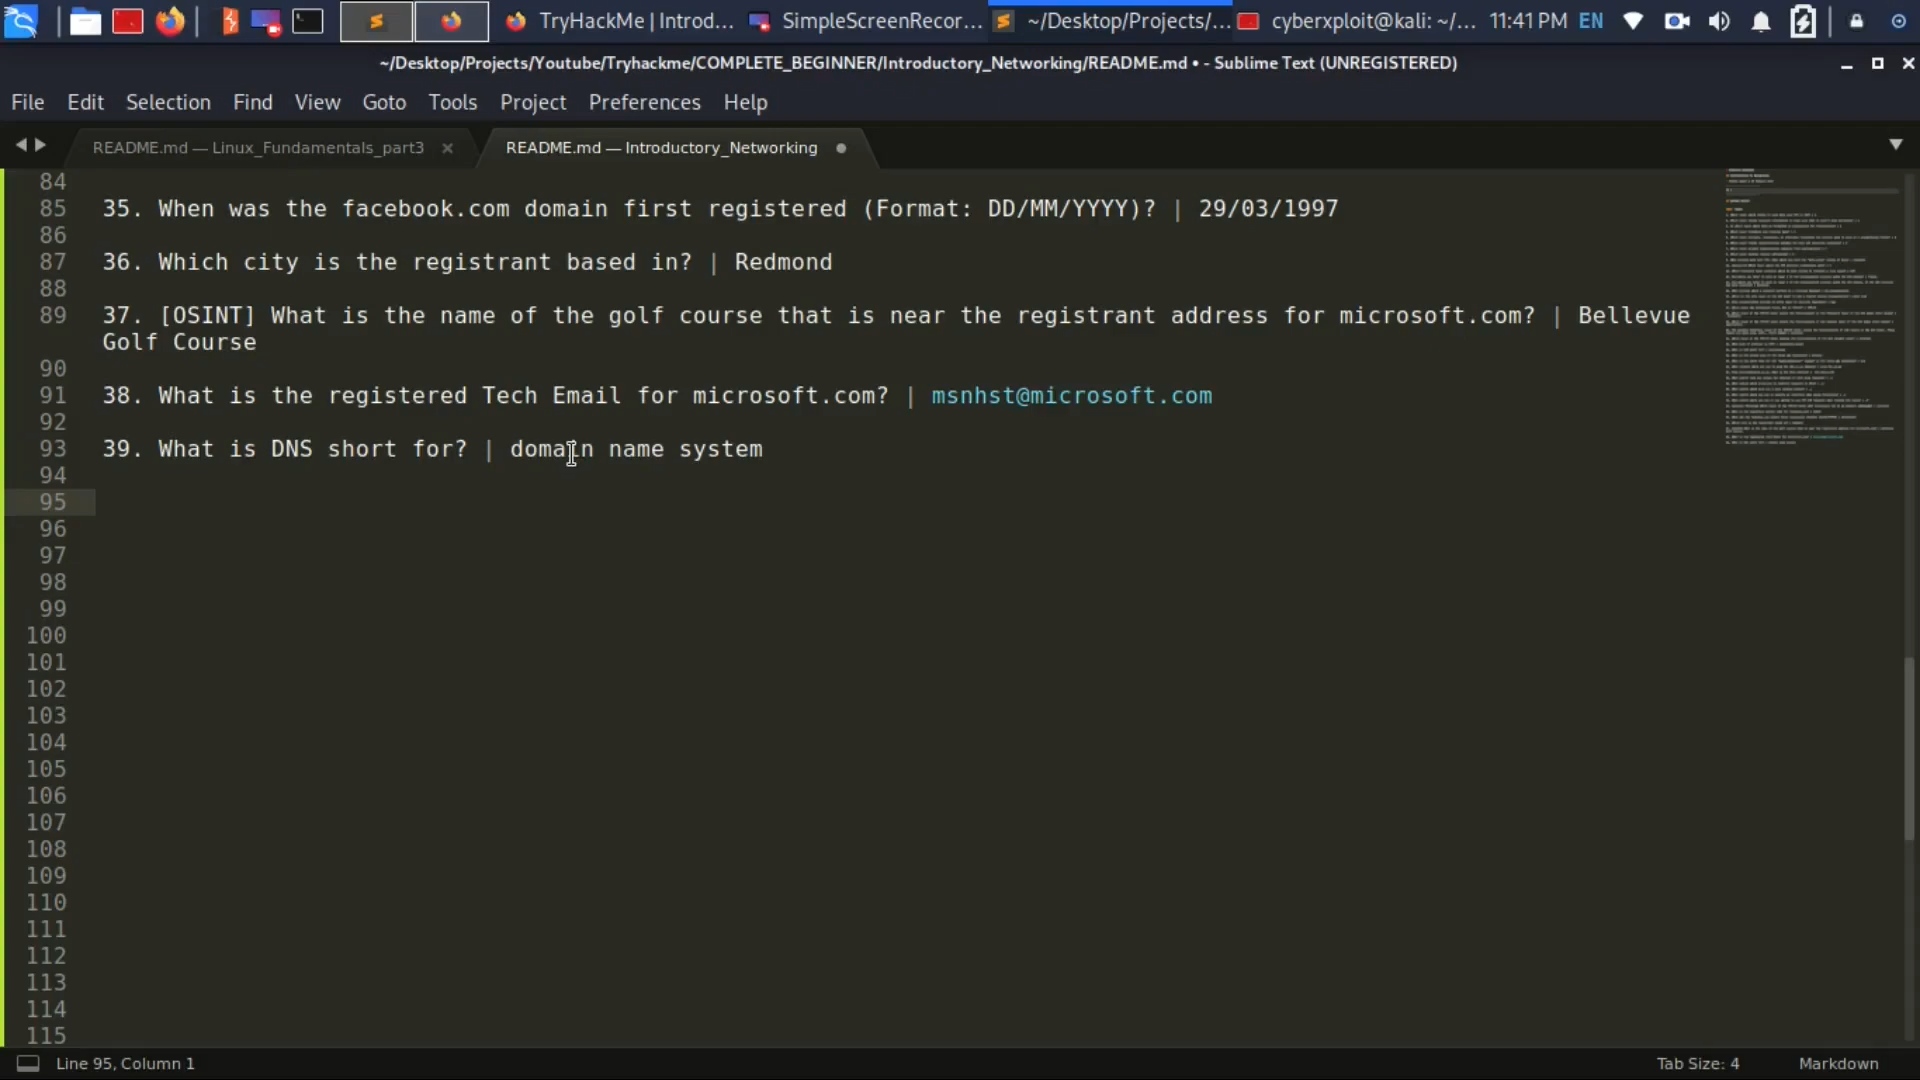 TryHackMe | Introd... SimpleScreenRecor... ~/Desktop/Projects/... cyberxploit@kali: ~/... 11:41 PM EN
~/Desktop/Projects/Youtube/Tryhackme/COMPLETE_BEGINNER/Introductory_Networking/README.md • - Sublime Text (UNREGISTERED)
File Edit Selection Find View Goto Tools Project Preferences Help
README.md — Linux_Fundamentals_part3 README.md — Introductory_Networking
84
85 35. When was the facebook.com domain first registered (Format: DD/MM/YYYY)? | 29/03/1997
86
87 36. Which city is the registrant based in? | Redmond
88
89 37. [OSINT] What is the name of the golf course that is near the registrant address for microsoft.com? | Bellevue
Golf Course
90
91 38. What is the registered Tech Email for microsoft.com? | msnhst@microsoft.com
92
93 39. What is DNS short for? | domain name system
94
95
96
97
98
99
100
101
102
103
104
105
106
107
108
109
110
111
112
113
114
115
Line 95, Column 1 Tab Size: 4 Markdown